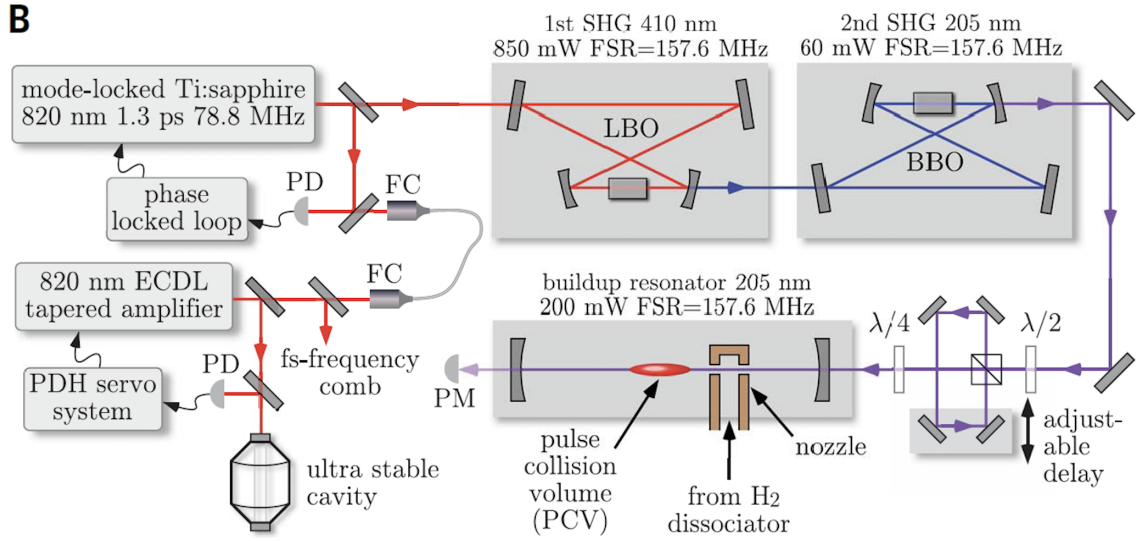 B
1st SHG 410 nm
850 mW FSR=157.6 MHz
2nd SHG 205 nm
60 mW FSR=157.6 MHz
mode-locked Ti:sapphire
820 nm 1.3 ps 78.8 MHz
LBO
BBO
phase
locked loop
PD
FC
820 nm ECDL
tapered amplifier
FC
fs-frequency
comb
PD
PDH servo
system
ultra stable
cavity
buildup resonator 205 nm
200 mW FSR=157.6 MHz
PM
pulse
collision
volume
(PCV)
nozzle
from H₂
dissociator
λ/4
λ/2
adjust-
able
delay